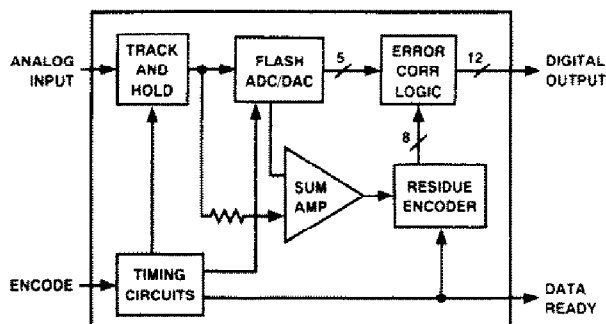 ANALOG
INPUT
TRACK
AND
HOLD
FLASH
ADC/DAC
5
ERROR
CORR
LOGIC
12
DIGITAL
OUTPUT
8
SUM
AMP
RESIDUE
ENCODER
ENCODE
TIMING
CIRCUITS
DATA
READY